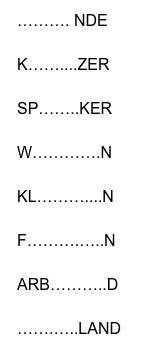 ………. NDE
K……....ZER
SP……..KER
W………….N
KL………....N
F……….…..N
ARB………..D
…….…..LAND